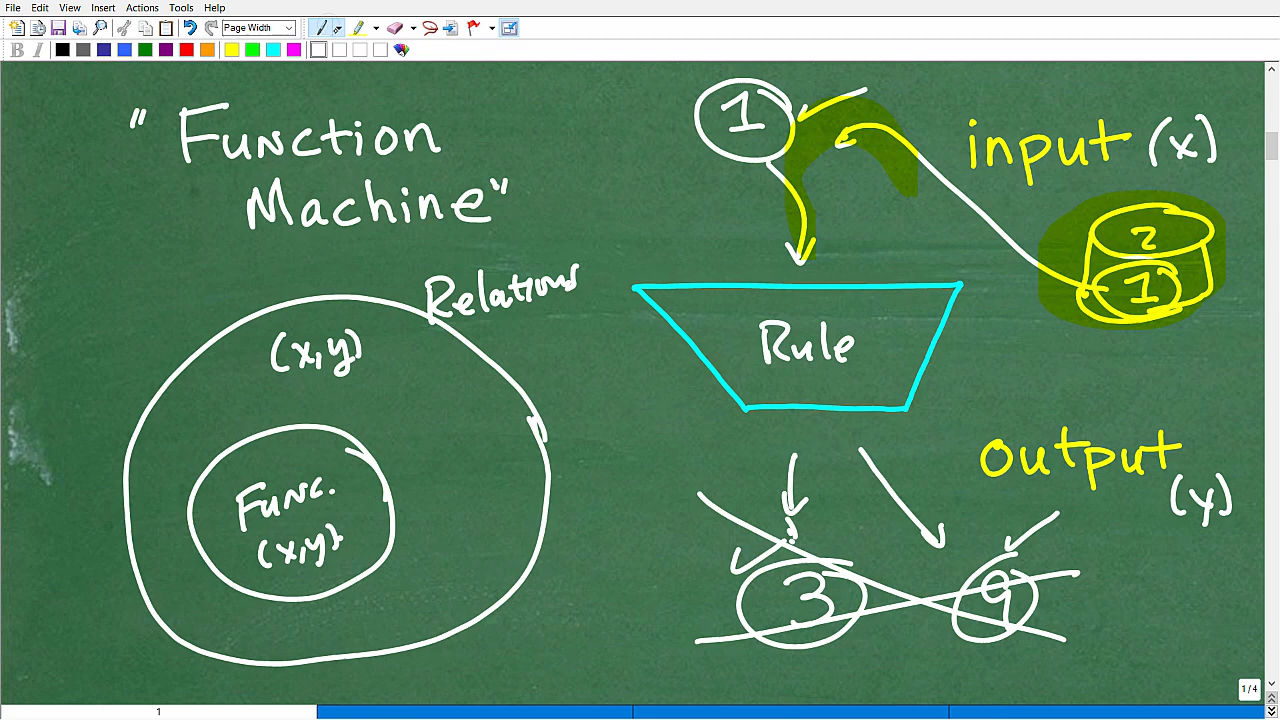 File Edit View Insert Actions Tools Help
Page Width
B I
" Function
Machine"
Relations
(x,y)
Func.
(x,y)
1
input (x)
2
1
Rule
output
(y)
?
3
9
1/4
1